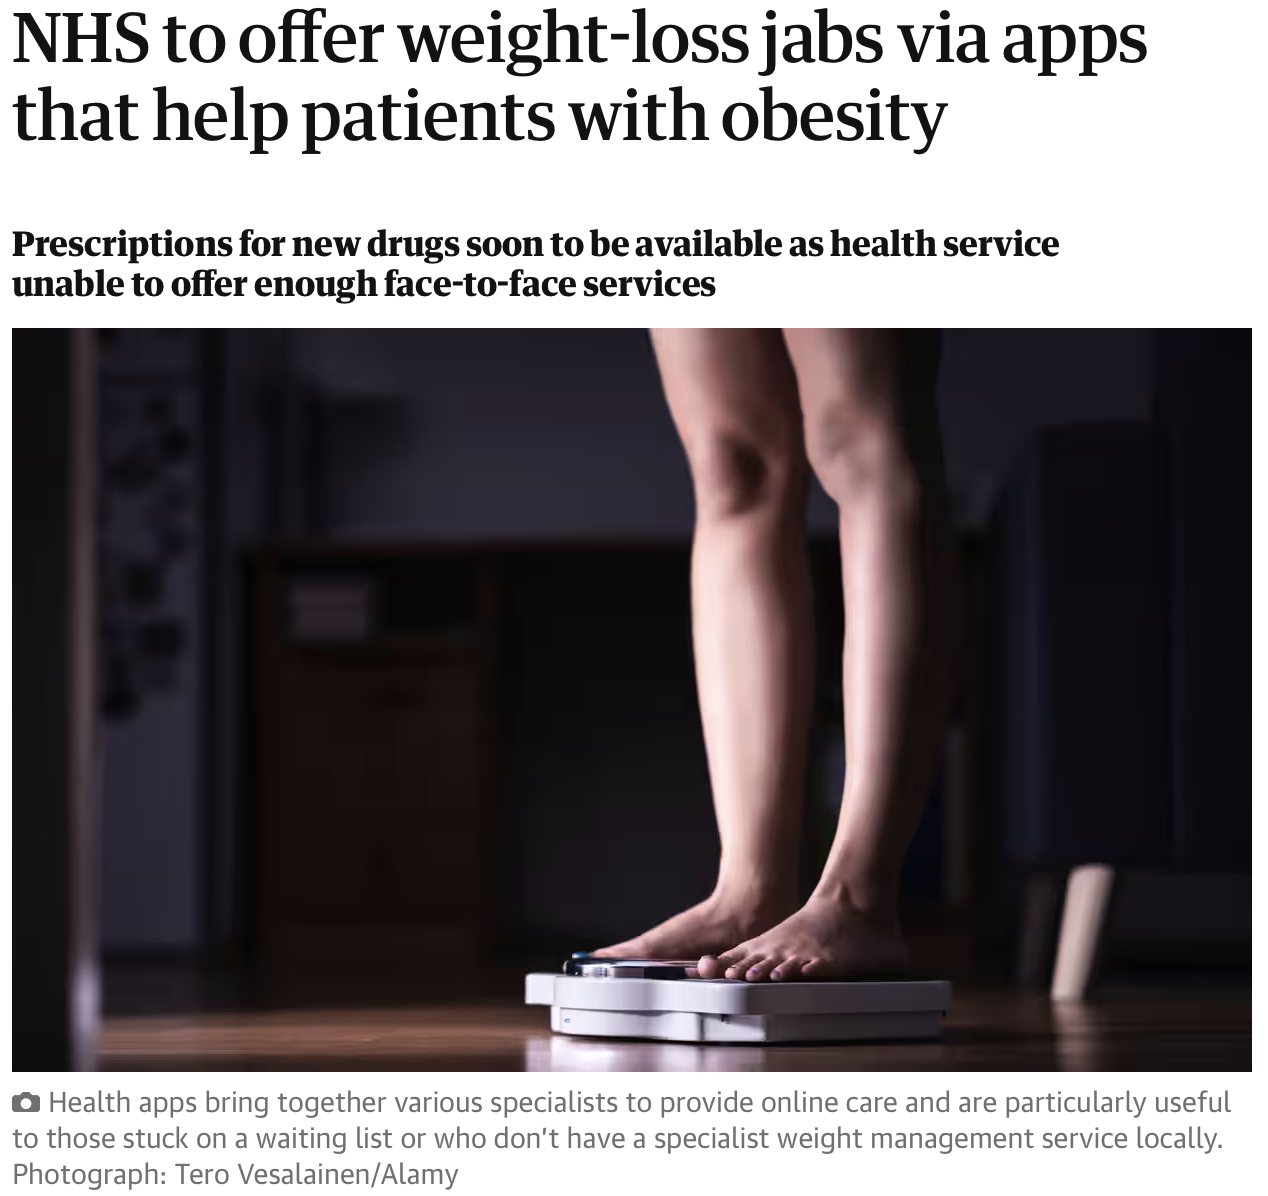 NHS to offer weight-loss jabs via apps
that help patients with obesity
Prescriptions for new drugs soon to be available as health service
unable to offer enough face-to-face services
Health apps bring together various specialists to provide online care and are particularly useful
to those stuck on a waiting list or who don't have a specialist weight management service locally.
Photograph: Tero Vesalainen/Alamy